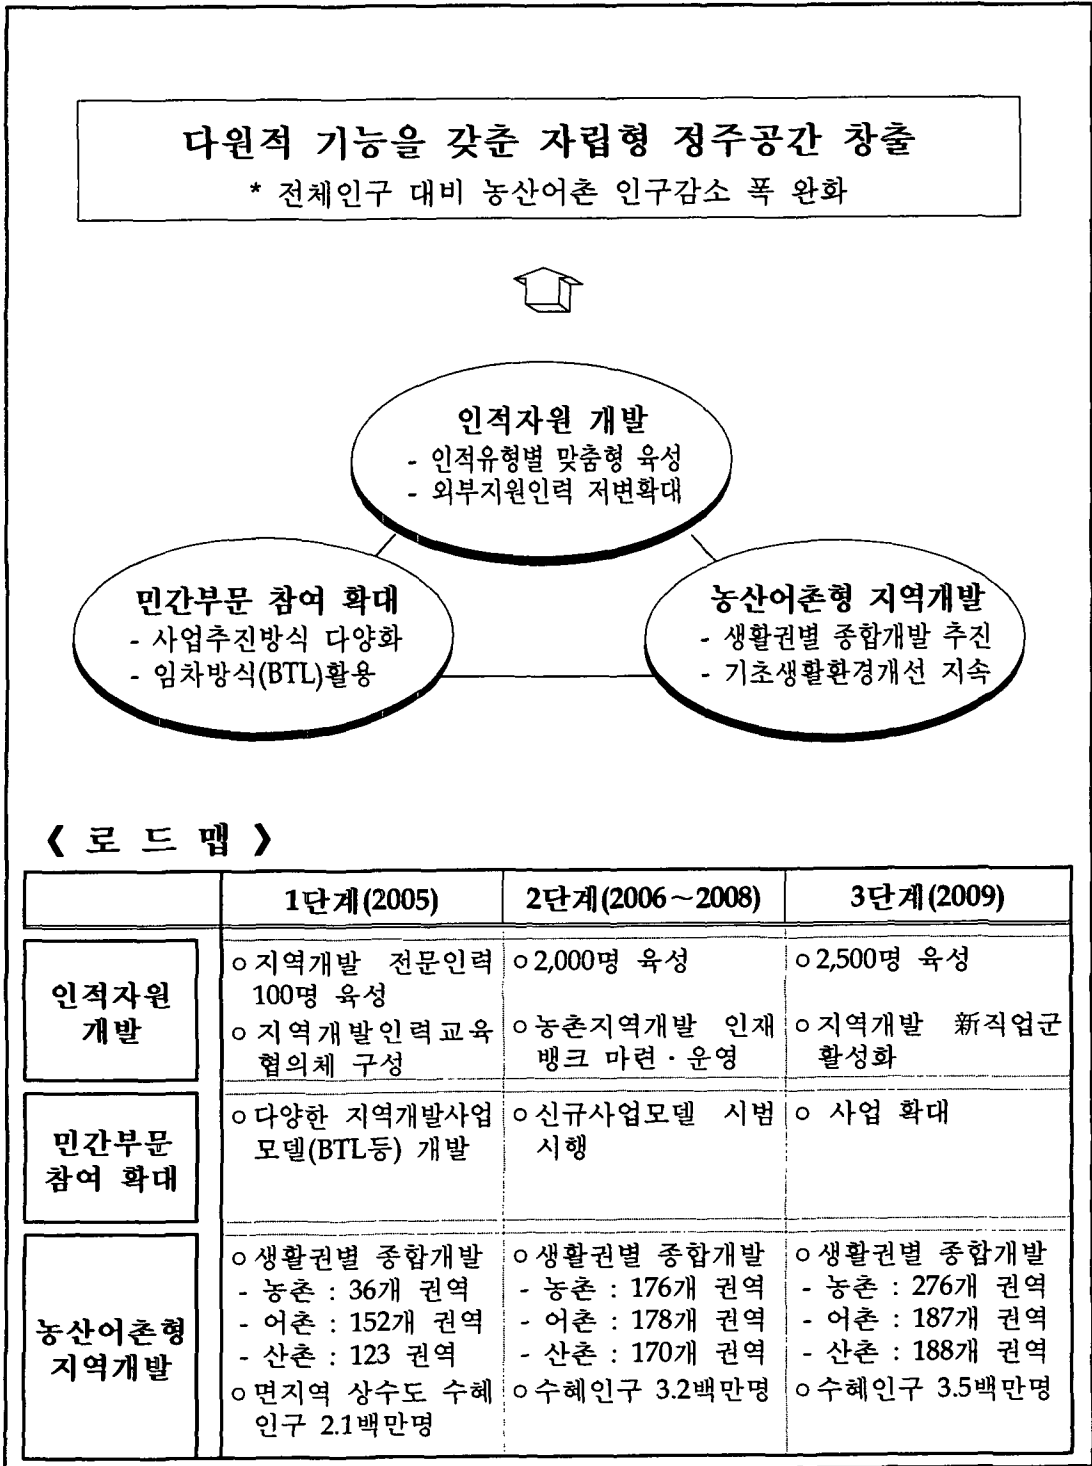 다원적 기능을 갖춘 자립형 정주공간 창출
* 전체인구 대비 농산어촌 인구감소 폭 완화
인적자원 개발
- 인적유형별 맞춤형 육성
- 외부지원인력 저변확대
민간부문 참여 확대
- 사업추진방식 다양화
- 임차방식(BTL)활용
농산어촌형 지역개발
- 생활권별 종합개발 추진
- 기초생활환경개선 지속
《 로 드 맵 》
1단계(2005) 2단계(2006~2008) 3단계(2009)
인적자원
개발
ㅇ지역개발 전문인력
100명 육성
ㅇ지역개발인력교육
협의체 구성
ㅇ2,000명 육성
ㅇ농촌지역개발 인재
뱅크 마련·운영
ㅇ2,500명 육성
ㅇ지역개발 新직업군
활성화
민간부문
참여 확대
ㅇ다양한 지역개발사업
모델(BTL등) 개발
ㅇ신규사업모델 시범
시행
ㅇ 사업 확대
농산어촌형
지역개발
ㅇ생활권별 종합개발
- 농촌 : 36개 권역
- 어촌 : 152개 권역
- 산촌 : 123 권역
ㅇ면지역 상수도 수혜
인구 2.1백만명
ㅇ생활권별 종합개발
- 농촌 : 176개 권역
- 어촌 : 178개 권역
- 산촌 : 170개 권역
ㅇ수혜인구 3.2백만명
ㅇ생활권별 종합개발
- 농촌 : 276개 권역
- 어촌 : 187개 권역
- 산촌 : 188개 권역
ㅇ수혜인구 3.5백만명